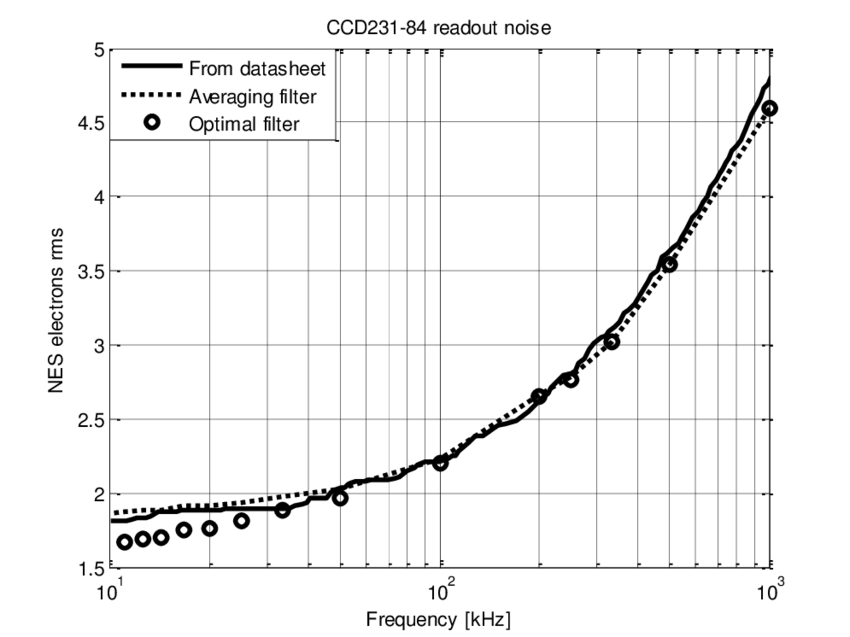 CCD231-84 readout noise
From datasheet
Averaging filter
Optimal filter
5
4.5
4
3.5
3
2.5
2
1.5
NES electrons rms
10^1
10^2
10^3
Frequency [kHz]